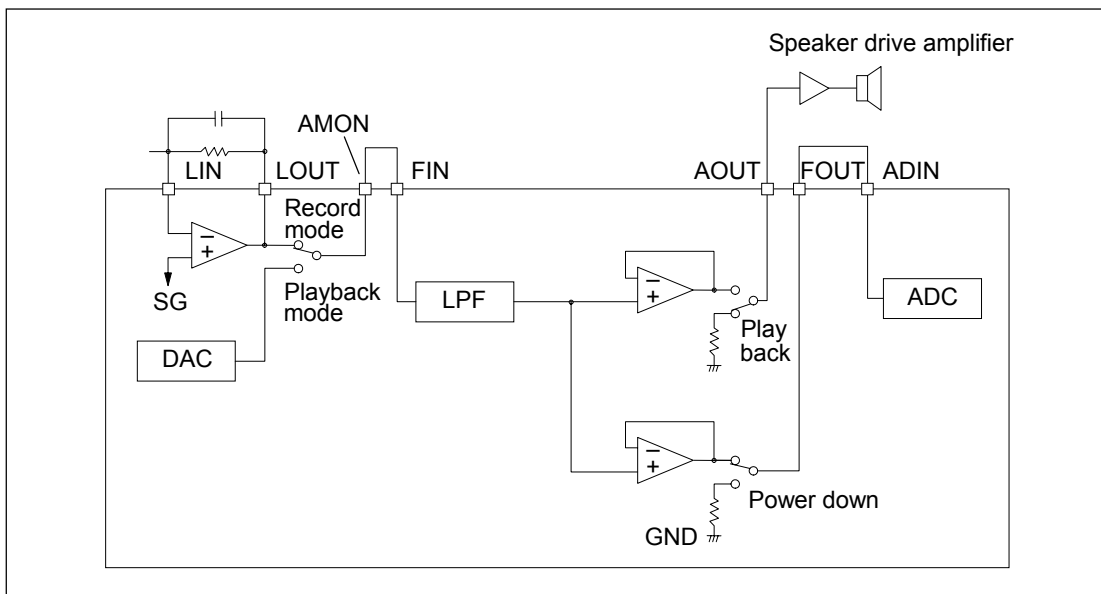 Speaker drive amplifier
AMON
LIN
LOUT
FIN
AOUT
FOUT
ADIN
Record
mode
SG
Playback
mode
DAC
LPF
Play
back
ADC
Power down
GND